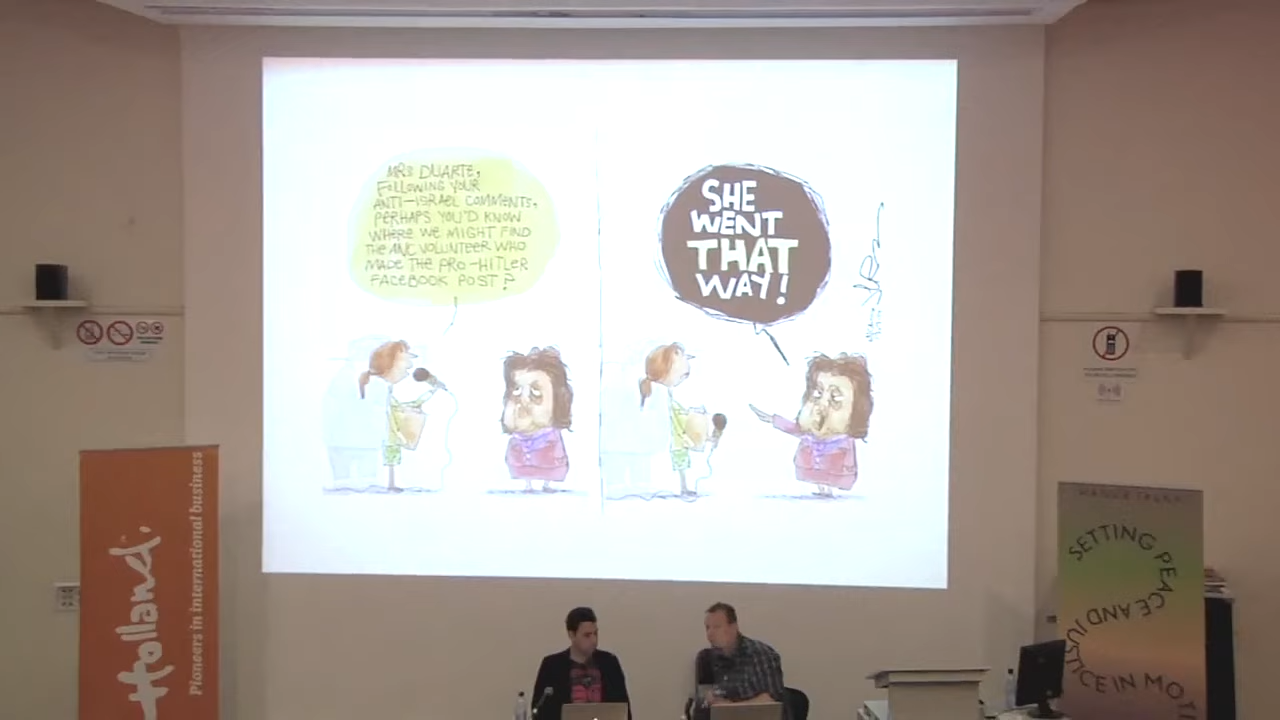 MRS DUARTE,
FOLLOWING YOUR
ANTI-ISRAEL COMMENTS,
PERHAPS YOU'D KNOW
WHERE WE MIGHT FIND
THE ANC VOLUNTEER WHO
MADE THE PRO-HITLER
FACEBOOK POST?
SHE
WENT
THAT
WAY!
Holland.
Pioneers in international business
SETTING PEACE
AND JUSTICE
IN MOT